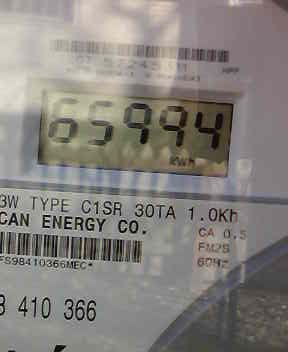 65994
kWh
3W TYPE C1SR 30TA 1.0Kh
CAN ENERGY CO.
CA 0.5
FM2S
60Hz
FS98410366MEC*
8 410 366